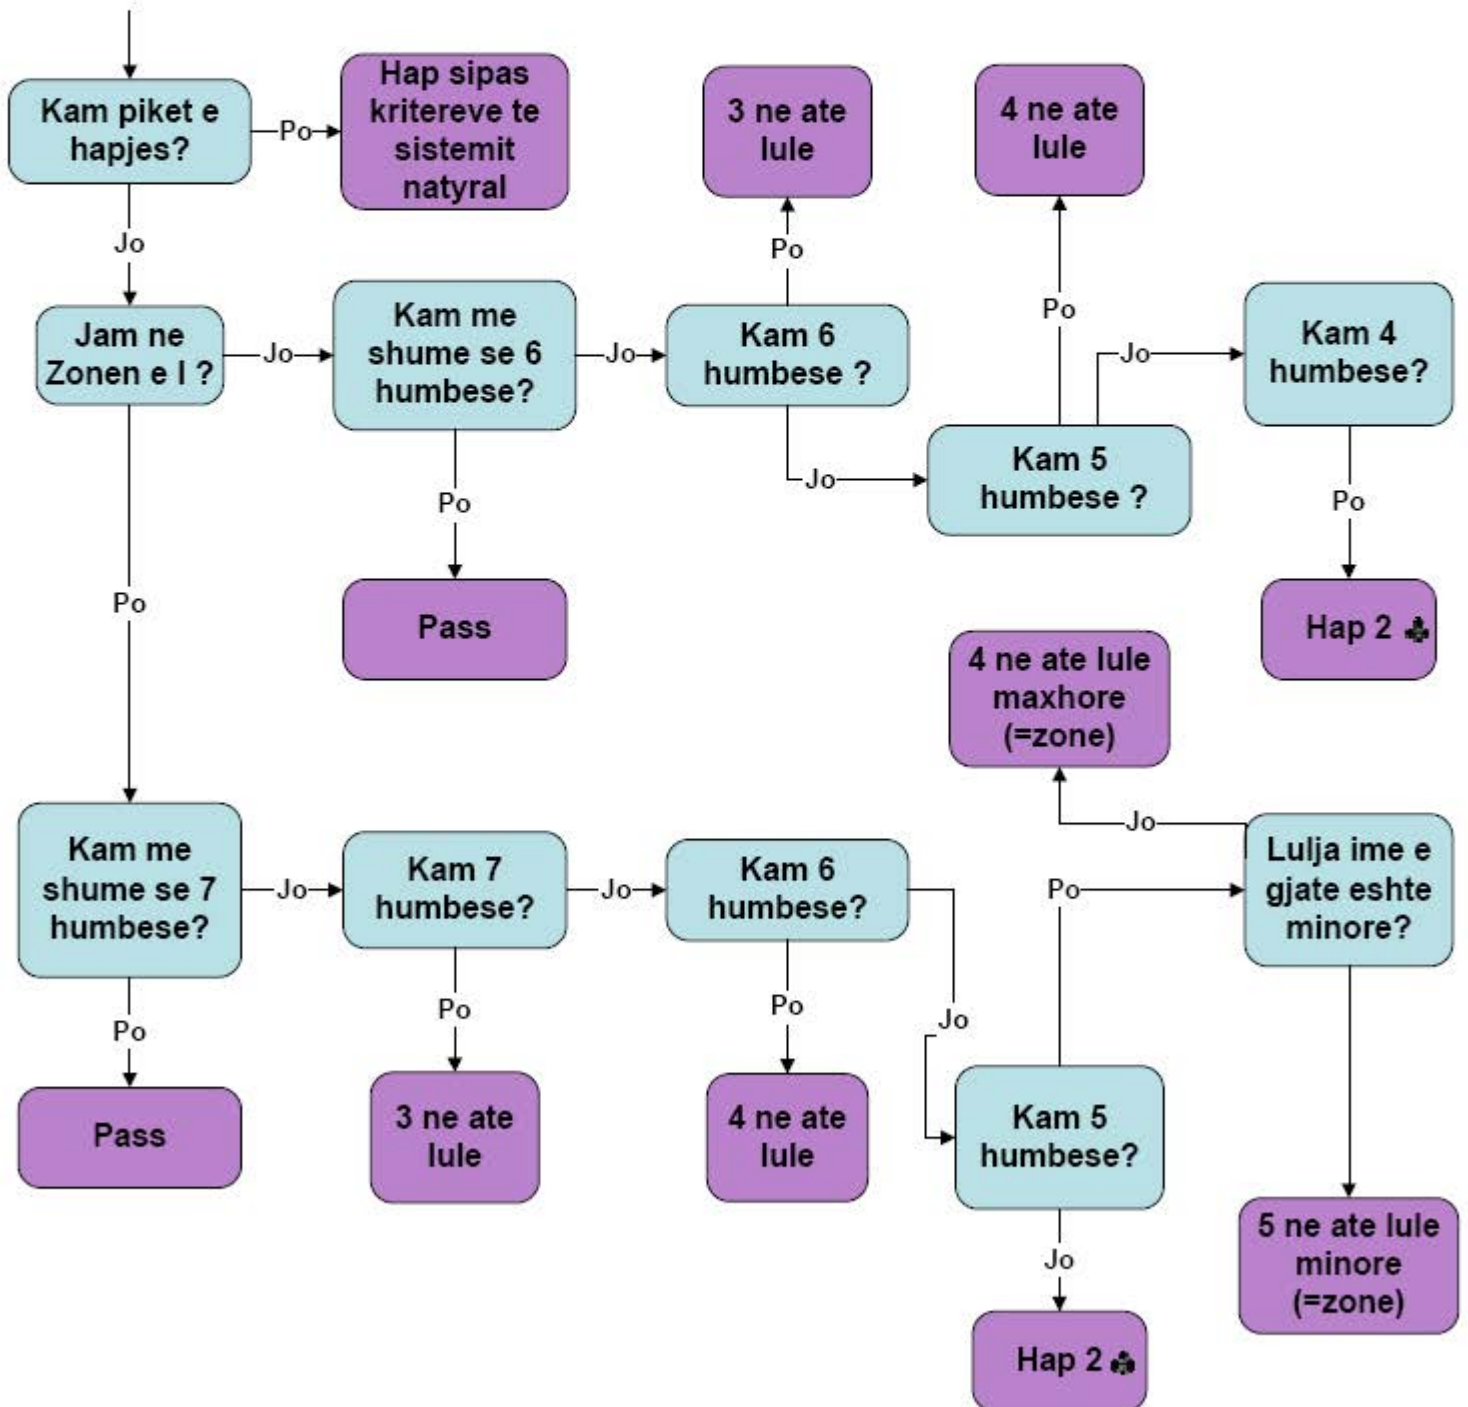 Kam piket e
hapjes?
Po
Hap sipas
kritereve te
sistemit
natyral
3 ne ate
lule
4 ne ate
lule
Jo
Po
Po
Jam ne
Zonen e I ?
Jo
Kam me
shume se 6
humbese?
Jo
Kam 6
humbese ?
Jo
Kam 4
humbese?
Jo
Kam 5
humbese ?
Po
Po
Po
Pass
Hap 2 ♣
4 ne ate lule
maxhore
(=zone)
Jo
Kam me
shume se 7
humbese?
Jo
Kam 7
humbese?
Jo
Kam 6
humbese?
Po
Lulja ime e
gjate eshte
minore?
Po
Po
Po
Jo
Pass
3 ne ate
lule
4 ne ate
lule
Kam 5
humbese?
Jo
5 ne ate lule
minore
(=zone)
Hap 2 ♣